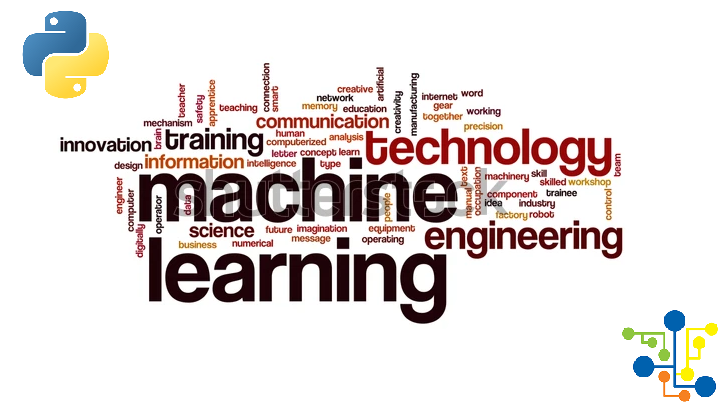 connection
artificial
manufacturing
teacher
safety
apprentice
smart
creative
network
creativity
internet word
teaching
memory education
gear
together
working
mechanism
communication
precision
innovation
brain
training
human
computerized
analysis
technology
team
letter concept learn
design information intelligence type
machine
shutterstock
manual text
occupation
machinery skill
skilled workshop
engineer
computer
operator
data
people
component trainee
idea industry
control
factory robot
digitally
science future imagination equipment
engineering
business numerical message operating
learning